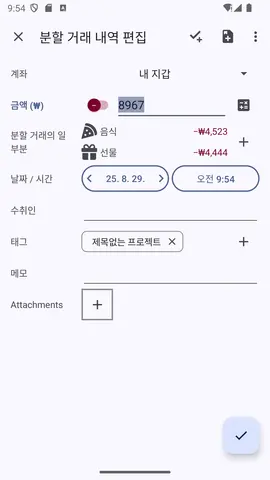 9:54
분할 거래 내역 편집
계좌
내 지갑
금액 (₩)
8967
분할 거래의 일부분
음식
-₩4,523
선물
-₩4,444
날짜 / 시간
25. 8. 29.
오전 9:54
수취인
태그
제목없는 프로젝트
메모
Attachments